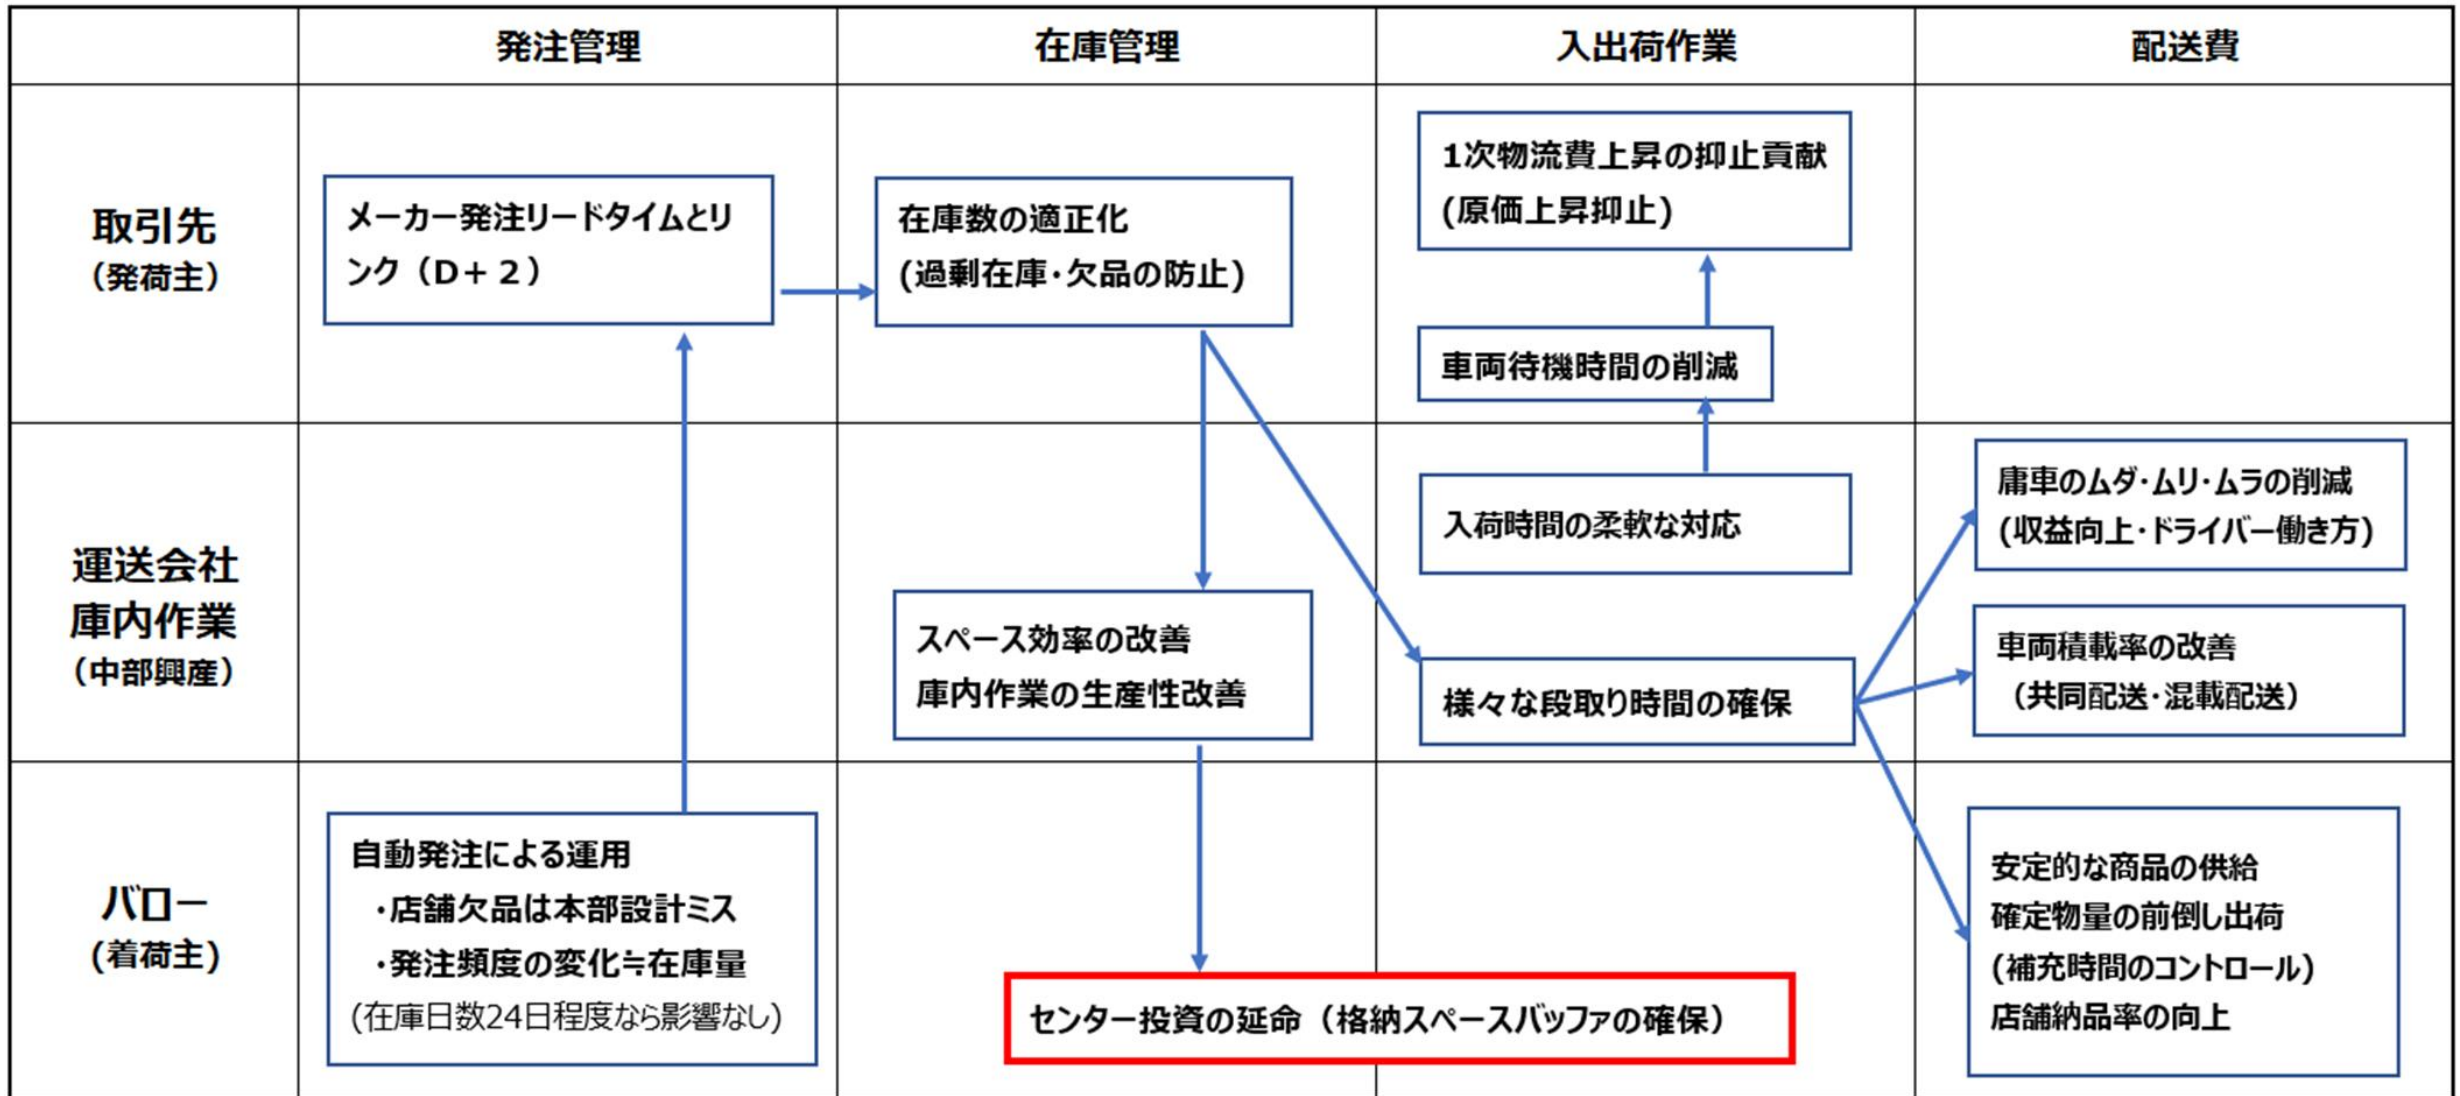 発注管理
在庫管理
入出荷作業
配送費
取引先
（発荷主）
メーカー発注リードタイムとリ
ンク（D＋２）
在庫数の適正化
(過剰在庫・欠品の防止)
1次物流費上昇の抑止貢献
(原価上昇抑止)
車両待機時間の削減
運送会社
庫内作業
（中部興産）
スペース効率の改善
庫内作業の生産性改善
入荷時間の柔軟な対応
様々な段取り時間の確保
庸車のムダ・ムリ・ムラの削減
(収益向上・ドライバー働き方)
車両積載率の改善
（共同配送・混載配送）
バロー
(着荷主)
自動発注による運用
・店舗欠品は本部設計ミス
・発注頻度の変化≒在庫量
(在庫日数24日程度なら影響なし)
センター投資の延命（格納スペースバッファの確保）
安定的な商品の供給
確定物量の前倒し出荷
(補充時間のコントロール)
店舗納品率の向上